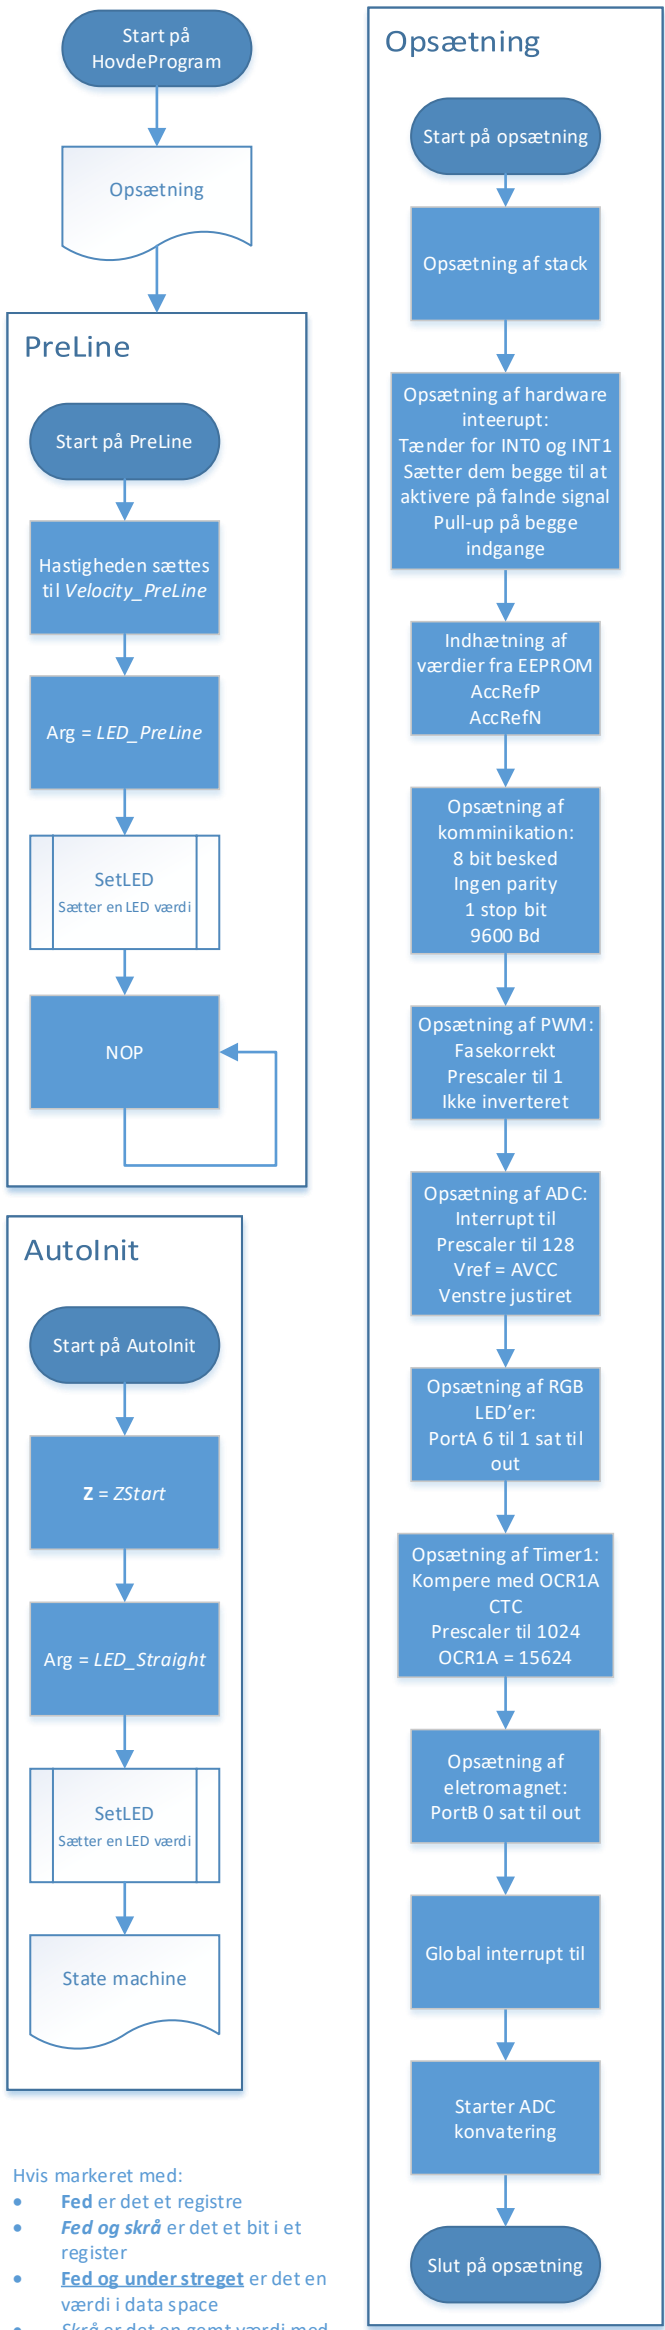 Start på
HovdeProgram
Opsætning
PreLine
Start på PreLine
Hastigheden sættes
til Velocity_PreLine
Arg = LED_PreLine
SetLED
Sætter en LED værdi
NOP
AutoInit
Start på AutoInit
Z = ZStart
Arg = LED_Straight
SetLED
Sætter en LED værdi
State machine
Hvis markeret med:
• Fed er det et registre
• Fed og skrå er det et bit i et
register
• Fed og under streget er det en
værdi i data space
• Skrå er det en gemt værdi med
Opsætning
Start på opsætning
Opsætning af stack
Opsætning af hardware
inteerupt:
Tænder for INT0 og INT1
Sætter dem begge til at
aktivere på falnde signal
Pull-up på begge
indgange
Indhætning af
værdier fra EEPROM
AccRefP
AccRefN
Opsætning af
komminikation:
8 bit besked
Ingen parity
1 stop bit
9600 Bd
Opsætning af PWM:
Fasekorrekt
Prescaler til 1
Ikke inverteret
Opsætning af ADC:
Interrupt til
Prescaler til 128
Vref = AVCC
Venstre justiret
Opsætning af RGB
LED’er:
PortA 6 til 1 sat til
out
Opsætning af Timer1:
Kompere med OCR1A
CTC
Prescaler til 1024
OCR1A = 15624
Opsætning af
eletromagnet:
PortB 0 sat til out
Global interrupt til
Starter ADC
konvatering
Slut på opsætning